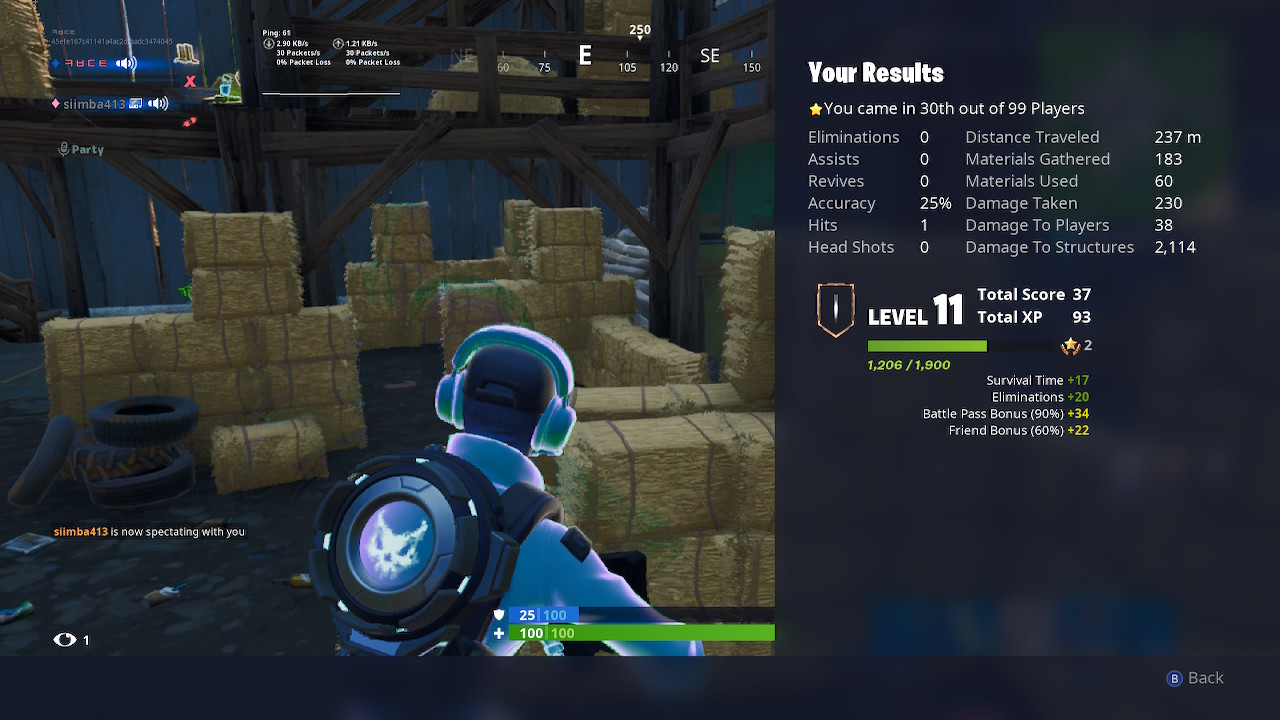 Ping: 61
2.90 KB/s 1.21 KB/s
30 Packets/s 30 Packets/s
0% Packet Loss 0% Packet Loss
siimba413
Party
250
NE 60 75 E 105 120 SE 150
siimba413 is now spectating with you
1
25 | 100
100 | 100
Your Results
You came in 30th out of 99 Players
Eliminations 0 Distance Traveled 237 m
Assists 0 Materials Gathered 183
Revives 0 Materials Used 60
Accuracy 25% Damage Taken 230
Hits 1 Damage To Players 38
Head Shots 0 Damage To Structures 2,114
LEVEL 11
Total Score 37
Total XP 93
2
1,206 / 1,900
Survival Time +17
Eliminations +20
Battle Pass Bonus (90%) +34
Friend Bonus (60%) +22
B Back